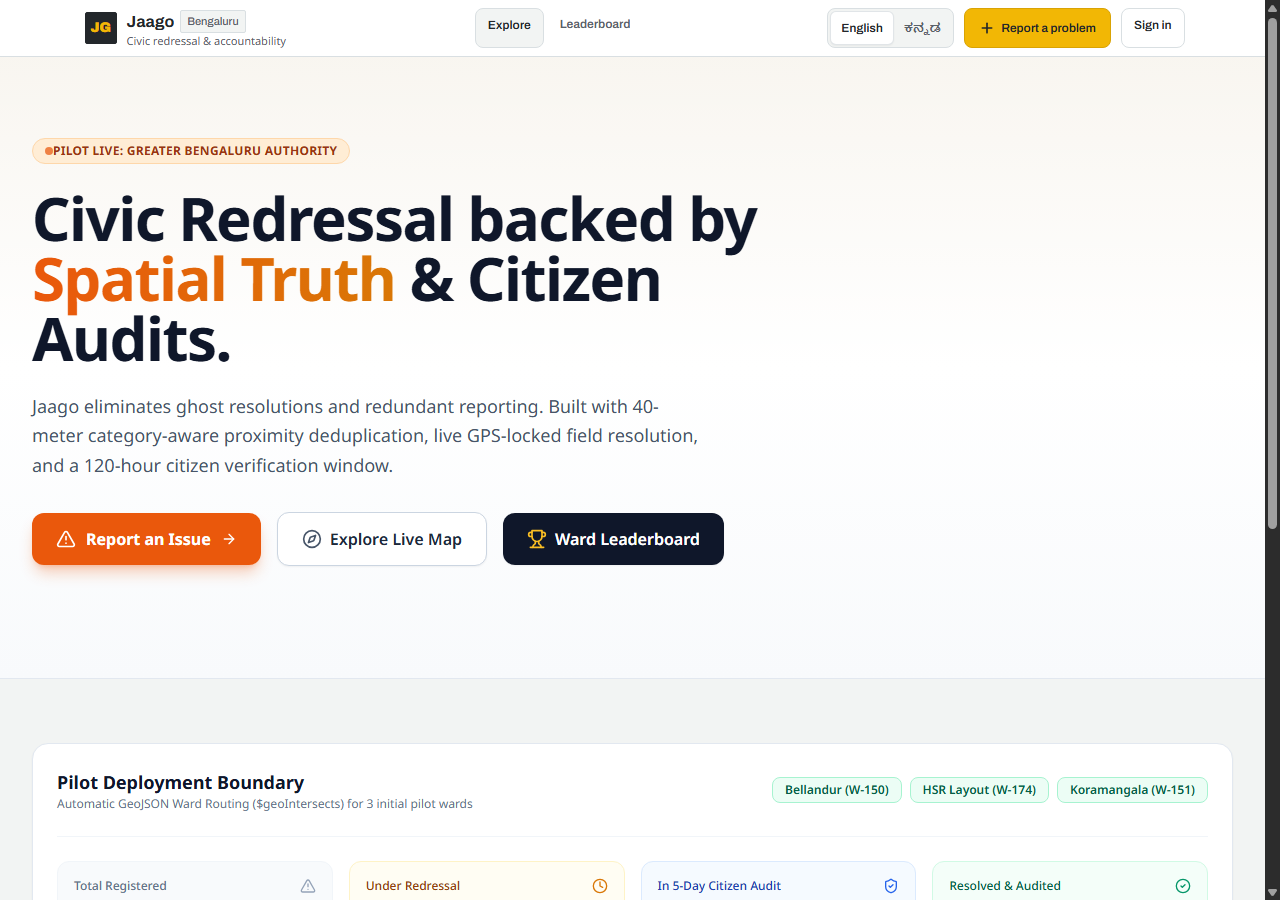 JG
Jaago
Bengaluru
Civic redressal & accountability
Explore
Leaderboard
English
ಕನ್ನಡ
Report a problem
Sign in
PILOT LIVE: GREATER BENGALURU AUTHORITY
Civic Redressal backed by
Spatial Truth & Citizen
Audits.
Jaago eliminates ghost resolutions and redundant reporting. Built with 40-
meter category-aware proximity deduplication, live GPS-locked field resolution,
and a 120-hour citizen verification window.
Report an Issue
Explore Live Map
Ward Leaderboard
Pilot Deployment Boundary
Automatic GeoJSON Ward Routing ($geoIntersects) for 3 initial pilot wards
Bellandur (W-150)
HSR Layout (W-174)
Koramangala (W-151)
Total Registered
Under Redressal
In 5-Day Citizen Audit
Resolved & Audited